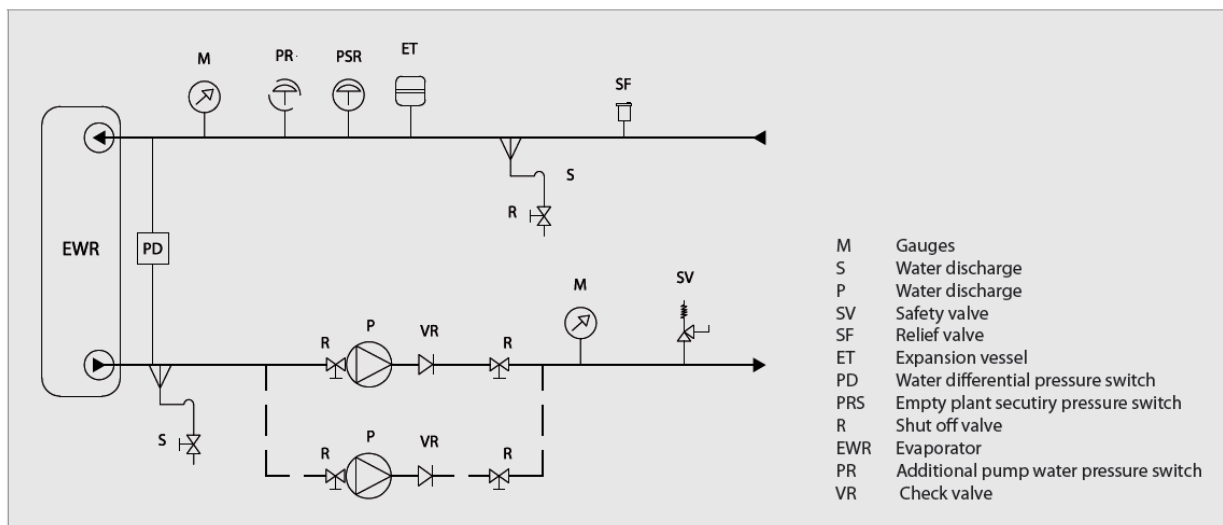 M
PR
PSR
ET
SF
S
R
EWR
PD
M
SV
R
P
VR
R
S
R
P
VR
R
M Gauges
S Water discharge
P Water discharge
SV Safety valve
SF Relief valve
ET Expansion vessel
PD Water differential pressure switch
PRS Empty plant secutiry pressure switch
R Shut off valve
EWR Evaporator
PR Additional pump water pressure switch
VR Check valve